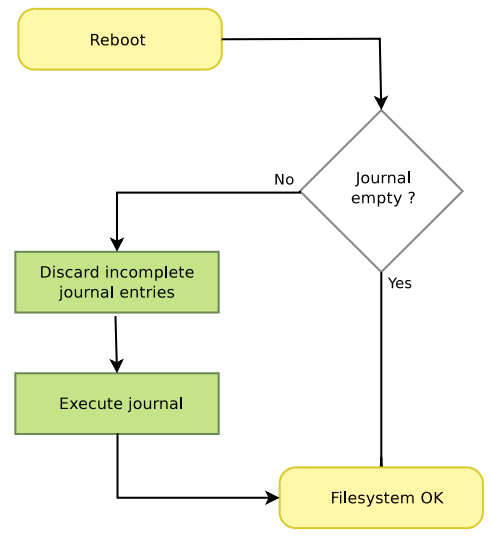 Reboot
Journal
empty ?
No
Yes
Discard incomplete
journal entries
Execute journal
Filesystem OK